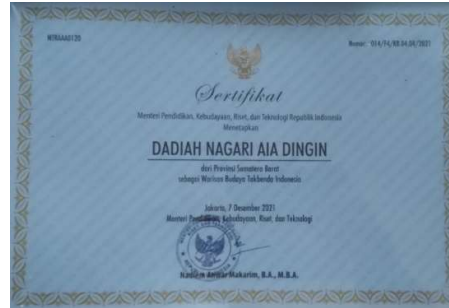 Sertifikat
Menteri Pendidikan, Kebudayaan, Riset, dan Teknologi Republik Indonesia
Menetapkan
DADIAH NAGARI AIA DINGIN
dari Provinsi Sumatera Barat
sebagai Warisan Budaya Takbenda Indonesia
Jakarta, 7 Desember 2021
Menteri Pendidikan, Kebudayaan, Riset, dan Teknologi
Nadiem Anwar Makarim, B.A., M.B.A.